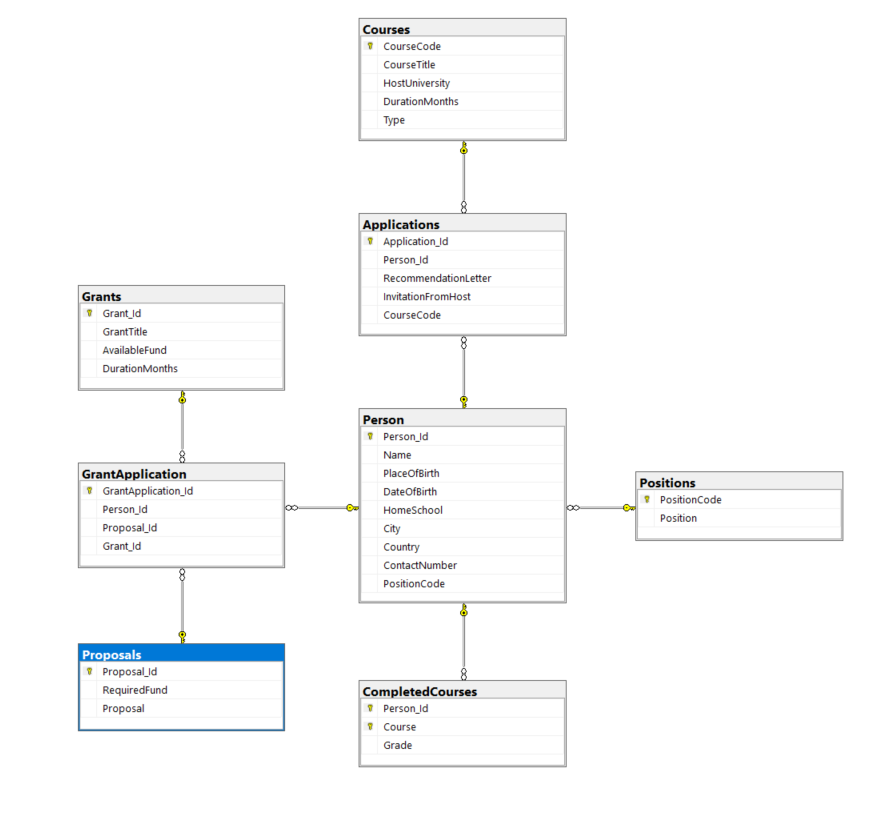 Courses
CourseCode
CourseTitle
HostUniversity
DurationMonths
Type
Applications
Application_Id
Person_Id
RecommendationLetter
InvitationFromHost
CourseCode
Grants
Grant_Id
GrantTitle
AvailableFund
DurationMonths
Person
Person_Id
Name
PlaceOfBirth
DateOfBirth
HomeSchool
City
Country
ContactNumber
PositionCode
GrantApplication
GrantApplication_Id
Person_Id
Proposal_Id
Grant_Id
Positions
PositionCode
Position
Proposals
Proposal_Id
RequiredFund
Proposal
CompletedCourses
Person_Id
Course
Grade